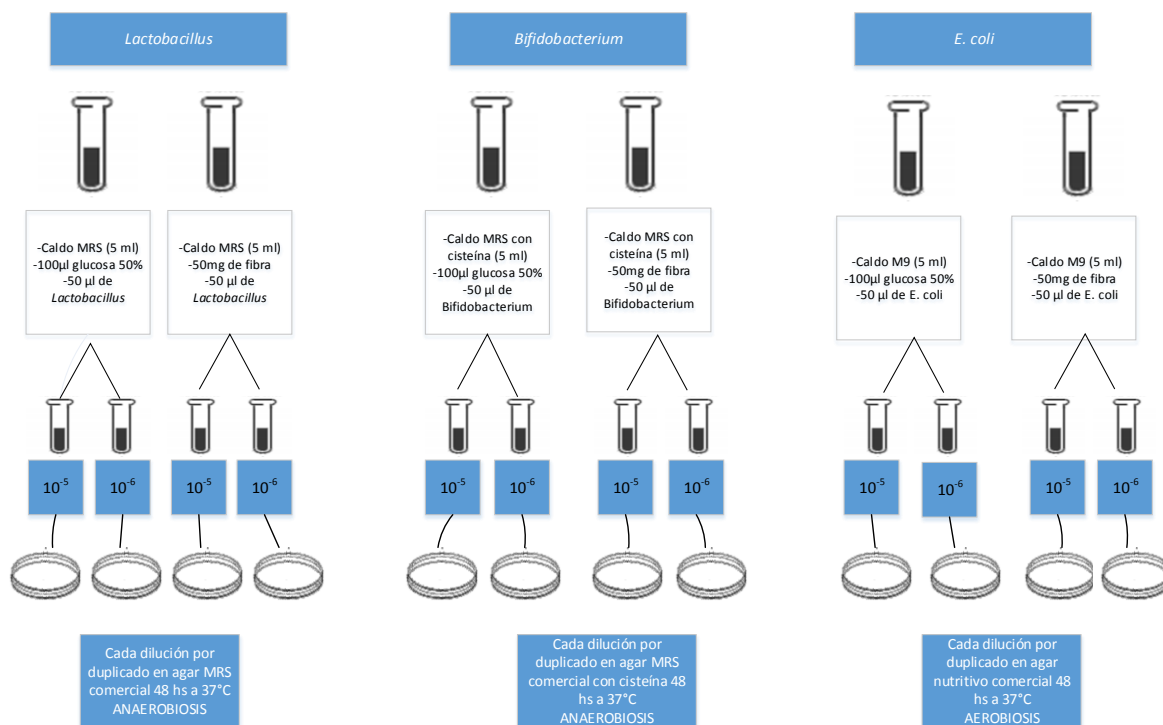 Lactobacillus
Bifidobacterium
E. coli
-Caldo MRS (5 ml)
-100µl glucosa 50%
-50 µl de
Lactobacillus
-Caldo MRS (5 ml)
-50mg de fibra
-50 µl de
Lactobacillus
-Caldo MRS con
cisteína (5 ml)
-100µl glucosa 50%
-50 µl de
Bifidobacterium
-Caldo MRS con
cisteína (5 ml)
-50mg de fibra
-50 µl de
Bifidobacterium
-Caldo M9 (5 ml)
-100µl glucosa 50%
-50 µl de E. coli
-Caldo M9 (5 ml)
-50mg de fibra
-50 µl de E. coli
10⁻⁵
10⁻⁶
10⁻⁵
10⁻⁶
10⁻⁵
10⁻⁶
10⁻⁵
10⁻⁶
10⁻⁵
10⁻⁶
10⁻⁵
10⁻⁶
Cada dilución por
duplicado en agar MRS
comercial 48 hs a 37°C
ANAEROBIOSIS
Cada dilución por
duplicado en agar MRS
comercial con cisteína 48
hs a 37°C
ANAEROBIOSIS
Cada dilución por
duplicado en agar
nutritivo comercial 48
hs a 37°C
AEROBIOSIS